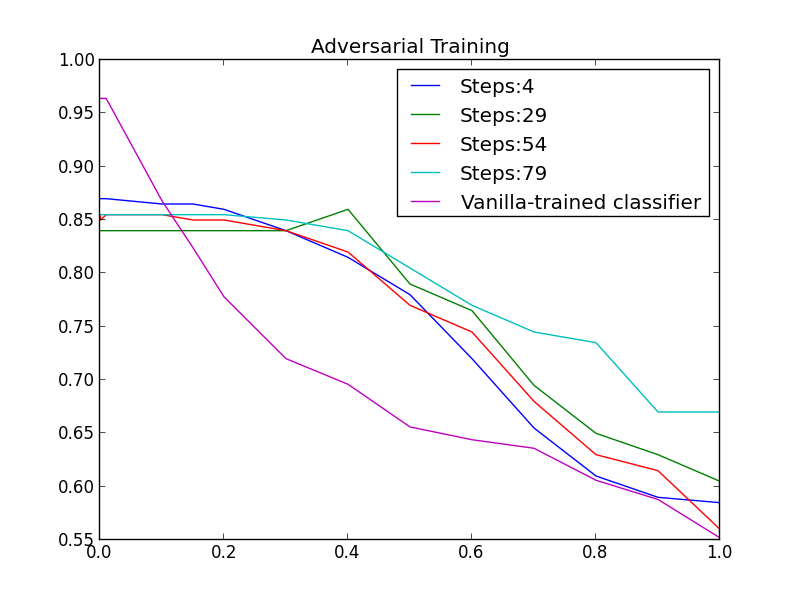 Adversarial Training
1.00
0.95
0.90
0.85
0.80
0.75
0.70
0.65
0.60
0.55
Steps:4
Steps:29
Steps:54
Steps:79
Vanilla-trained classifier
0.0 0.2 0.4 0.6 0.8 1.0